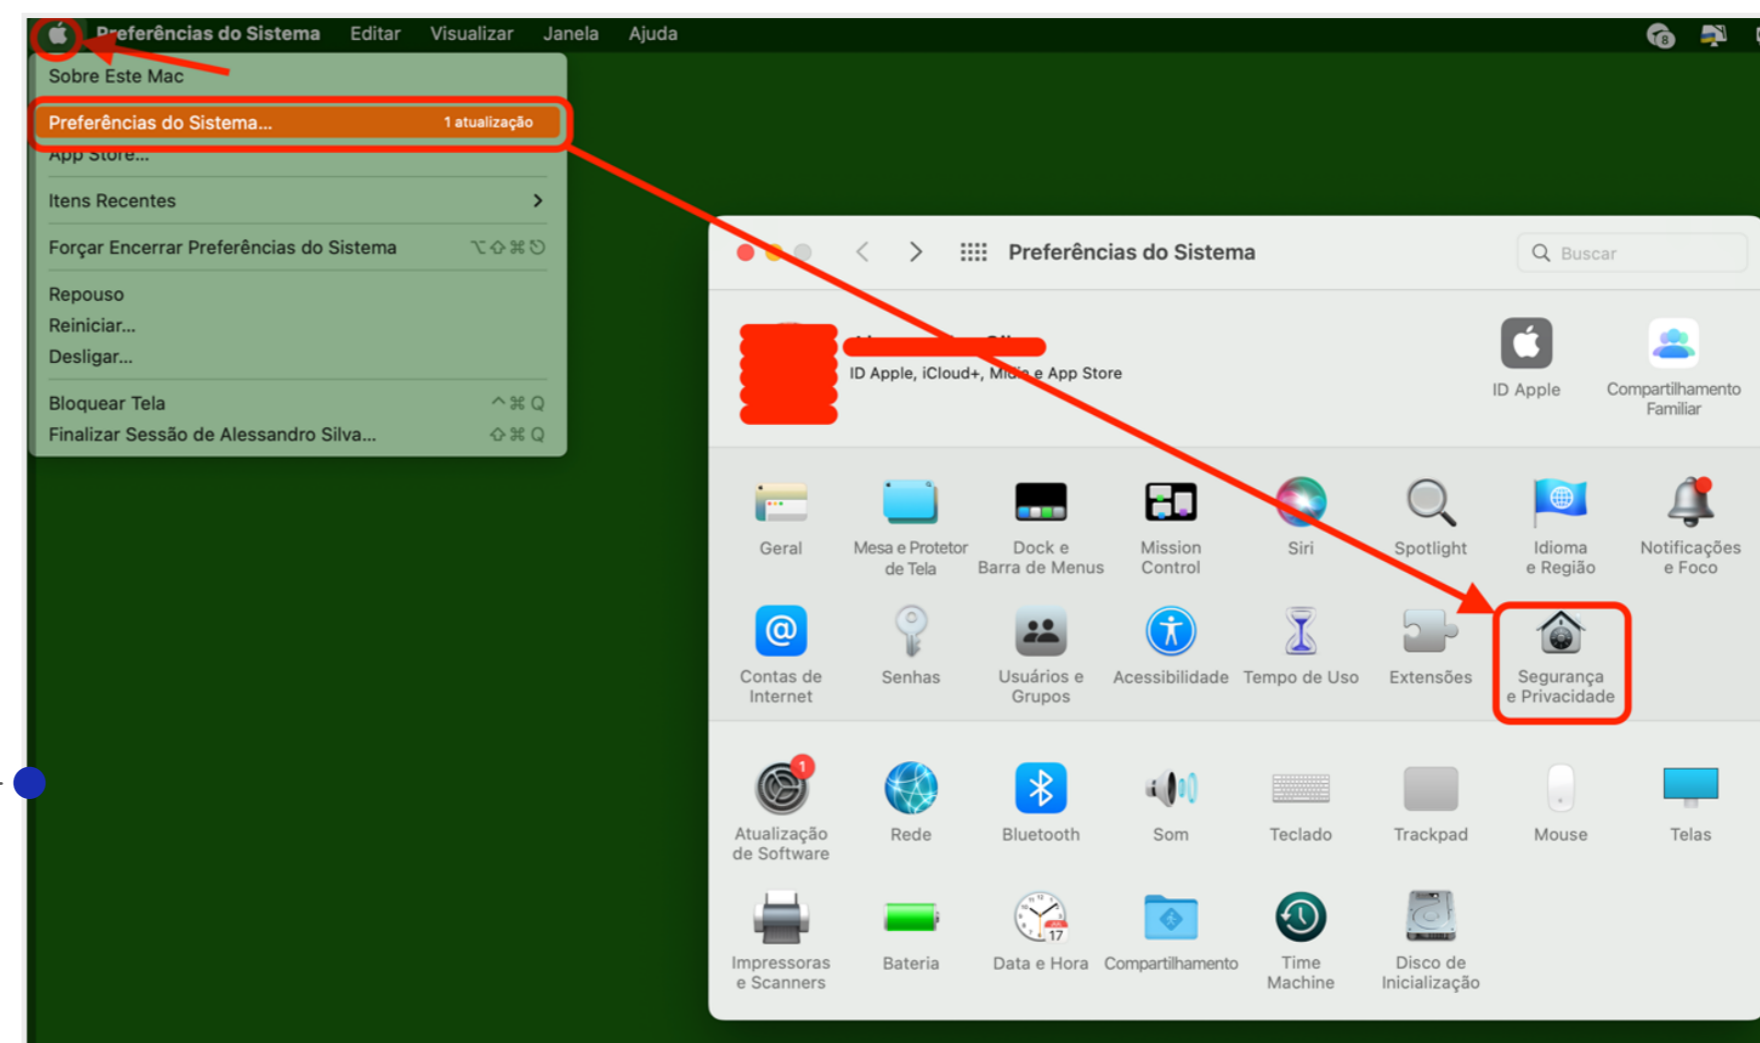 Preferências do Sistema Editar Visualizar Janela Ajuda
8
Sobre Este Mac
Preferências do Sistema... 1 atualização
App Store...
Itens Recentes
Forçar Encerrar Preferências do Sistema ⌥⇧⌘⎋
Repouso
Reiniciar...
Desligar...
Bloquear Tela ^⌘Q
Finalizar Sessão de Alessandro Silva... ⇧⌘Q
Preferências do Sistema
Buscar
ID Apple, iCloud+, Mídia e App Store
ID Apple
Compartilhamento
Familiar
Geral
Mesa e Protetor
de Tela
Dock e
Barra de Menus
Mission
Control
Siri
Spotlight
Idioma
e Região
Notificações
e Foco
Contas de
Internet
Senhas
Usuários e
Grupos
Acessibilidade
Tempo de Uso
Extensões
Segurança
e Privacidade
1
Atualização
de Software
Rede
Bluetooth
Som
Teclado
Trackpad
Mouse
Telas
17
Impressoras
e Scanners
Bateria
Data e Hora
Compartilhamento
Time
Machine
Disco de
Inicialização